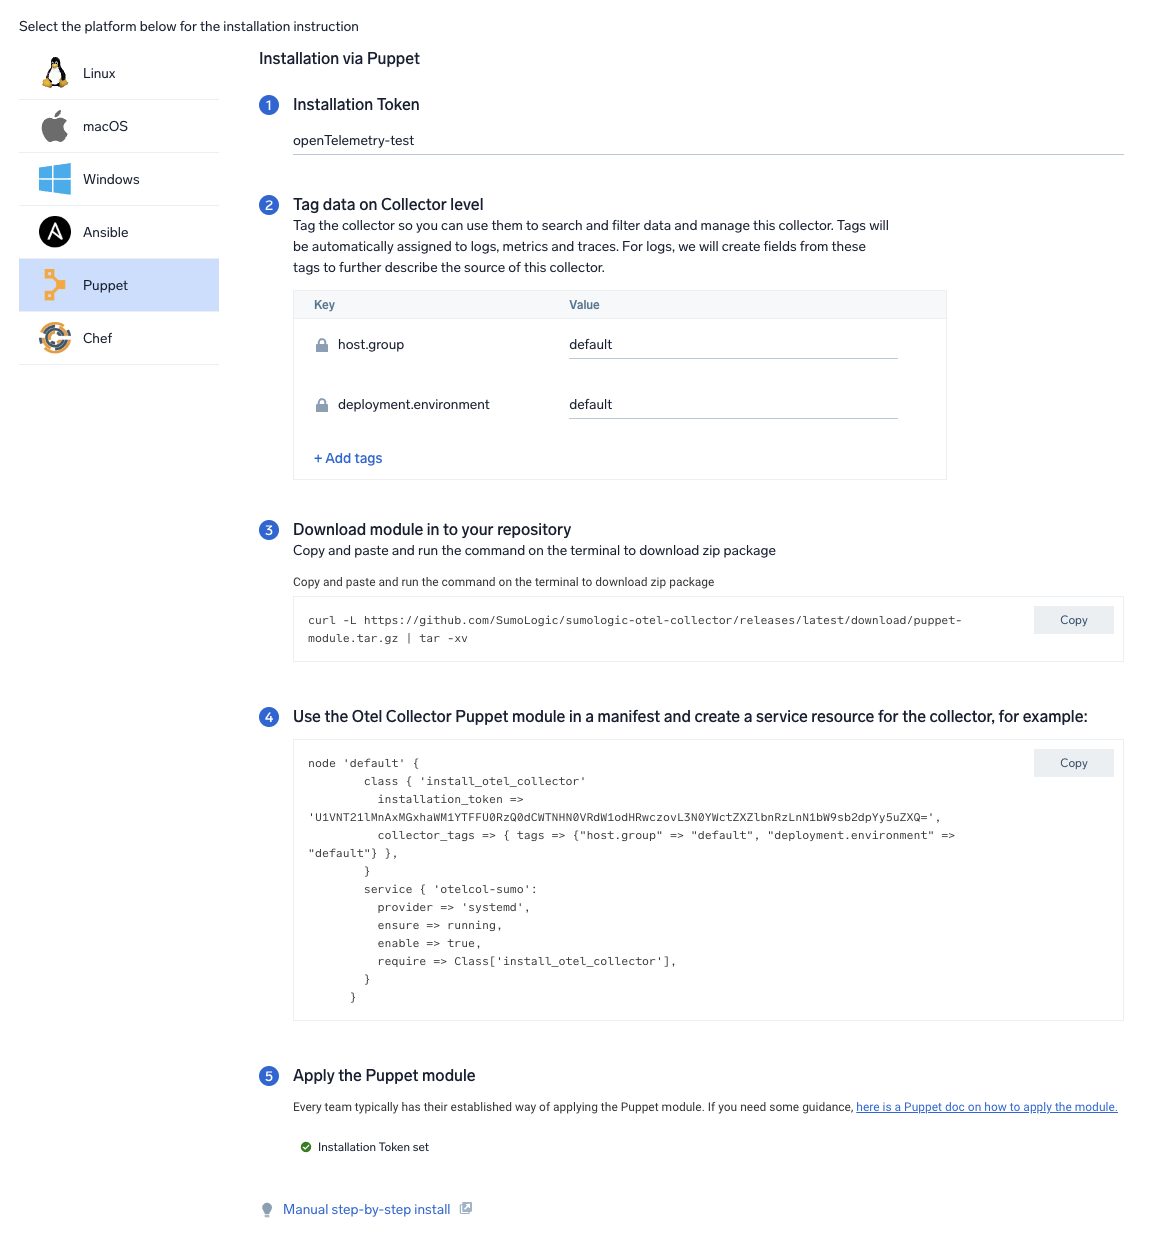 Select the platform below for the installation instruction
Linux
macOS
Windows
Ansible
Puppet
Chef
Installation via Puppet
1 Installation Token
openTelemetry-test
2 Tag data on Collector level
Tag the collector so you can use them to search and filter data and manage this collector. Tags will
be automatically assigned to logs, metrics and traces. For logs, we will create fields from these
tags to further describe the source of this collector.
Key Value
host.group default
deployment.environment default
+ Add tags
3 Download module in to your repository
Copy and paste and run the command on the terminal to download zip package
Copy and paste and run the command on the terminal to download zip package
curl -L https://github.com/SumoLogic/sumologic-otel-collector/releases/latest/download/puppet-
module.tar.gz | tar -xv
Copy
4 Use the Otel Collector Puppet module in a manifest and create a service resource for the collector, for example:
Copy
node 'default' {
class { 'install_otel_collector'
installation_token =>
'U1VNT21lMnAxMGxhaWM1YTFFU0RzQ0dCWTNHN0VRdW1odHRwczovL3N0YWctZXZlbnRzLnN1bW9sb2dpYy5uZXQ=',
collector_tags => { tags => {"host.group" => "default", "deployment.environment" =>
"default"} },
}
service { 'otelcol-sumo':
provider => 'systemd',
ensure => running,
enable => true,
require => Class['install_otel_collector'],
}
}
5 Apply the Puppet module
Every team typically has their established way of applying the Puppet module. If you need some guidance, here is a Puppet doc on how to apply the module.
Installation Token set
Manual step-by-step install